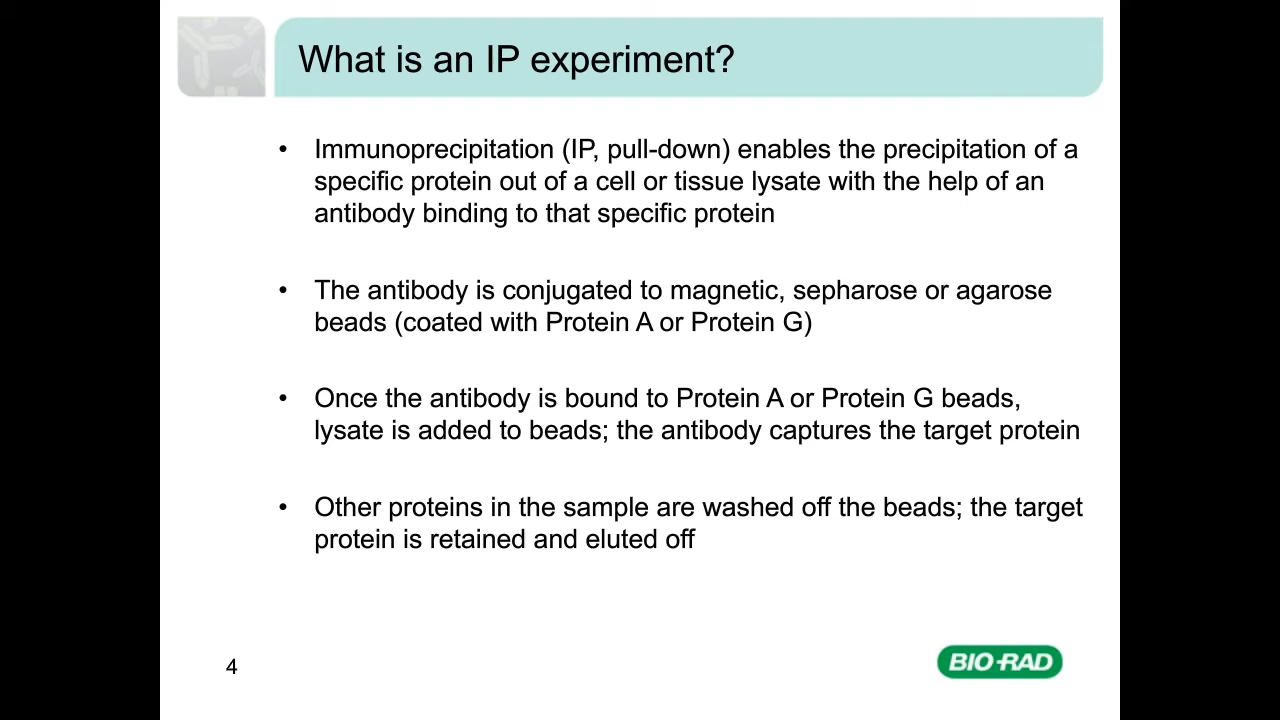 What is an IP experiment?
• Immunoprecipitation (IP, pull-down) enables the precipitation of a
specific protein out of a cell or tissue lysate with the help of an
antibody binding to that specific protein
• The antibody is conjugated to magnetic, sepharose or agarose
beads (coated with Protein A or Protein G)
• Once the antibody is bound to Protein A or Protein G beads,
lysate is added to beads; the antibody captures the target protein
• Other proteins in the sample are washed off the beads; the target
protein is retained and eluted off
4
BIO-RAD